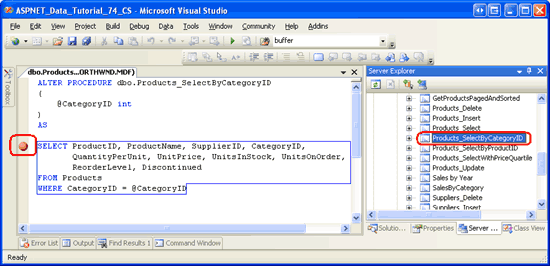 ASPNET_Data_Tutorial_74_CS - Microsoft Visual Studio
File Edit View Project Build Debug Data Tools Window Community Help Addins
buffer
dbo.Products...ORTHWND.MDF)
ALTER PROCEDURE dbo.Products_SelectByCategoryID
(
@CategoryID int
)
AS
SELECT ProductID, ProductName, SupplierID, CategoryID,
QuantityPerUnit, UnitPrice, UnitsInStock, UnitsOnOrder,
ReorderLevel, Discontinued
FROM Products
WHERE CategoryID = @CategoryID
Toolbox
Server Explorer
GetProductsPagedAndSorted
Products_Delete
Products_Insert
Products_Select
Products_SelectByCategoryID
Products_SelectByProductID
Products_SelectWithPriceQuartile
Products_Update
Sales by Year
SalesByCategory
Suppliers_Delete
Suppliers_Insert
Solutio... Properties Server ... Class View
Error List Output Find Results 1 Command Window
Ready